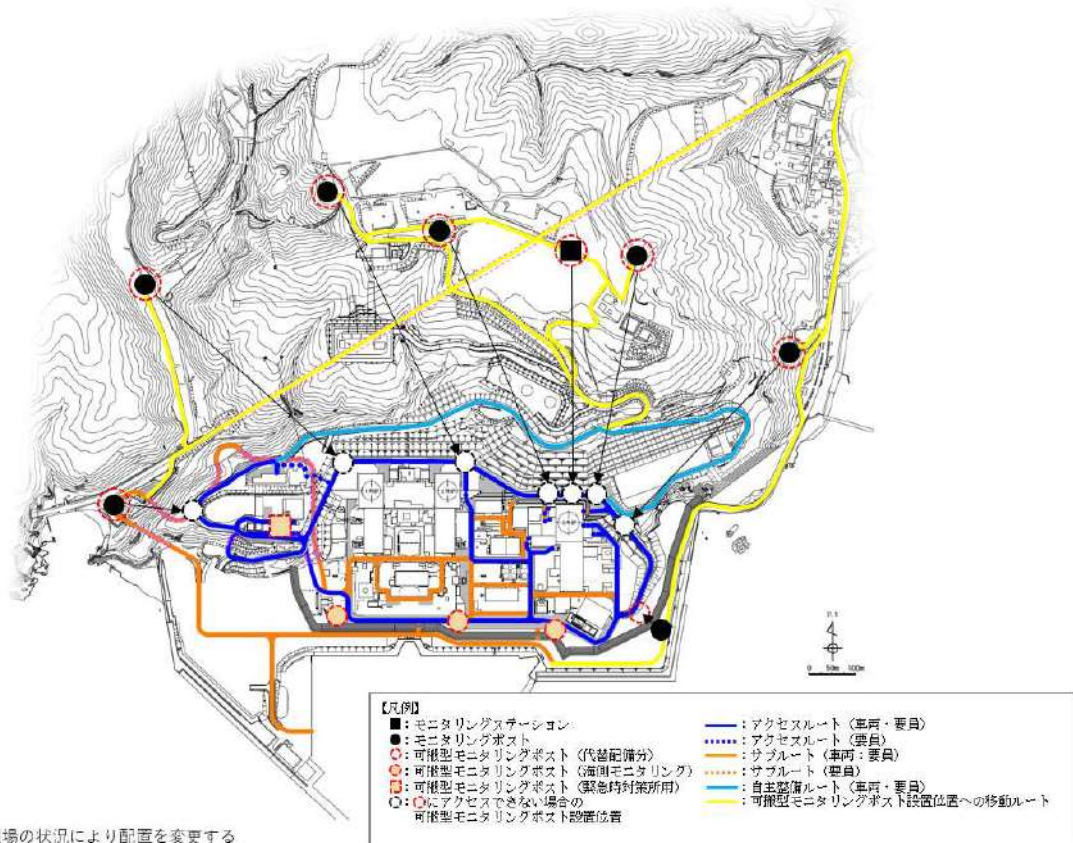 T.N
0 50m 100m
【凡例】
■:モニタリングステーション
●:モニタリングポスト
:可搬型モニタリングポスト(代替配備分)
:可搬型モニタリングポスト(海側モニタリング)
:可搬型モニタリングポスト(緊急時対策所用)
○:にアクセスできない場合の
可搬型モニタリングポスト設置位置
:アクセスルート(車両・要員)
:アクセスルート(要員)
:サブルート(車両・要員)
:サブルート(要員)
:自主整備ルート(車両・要員)
:可搬型モニタリングポスト設置位置への移動ルート
場の状況により配置を変更する